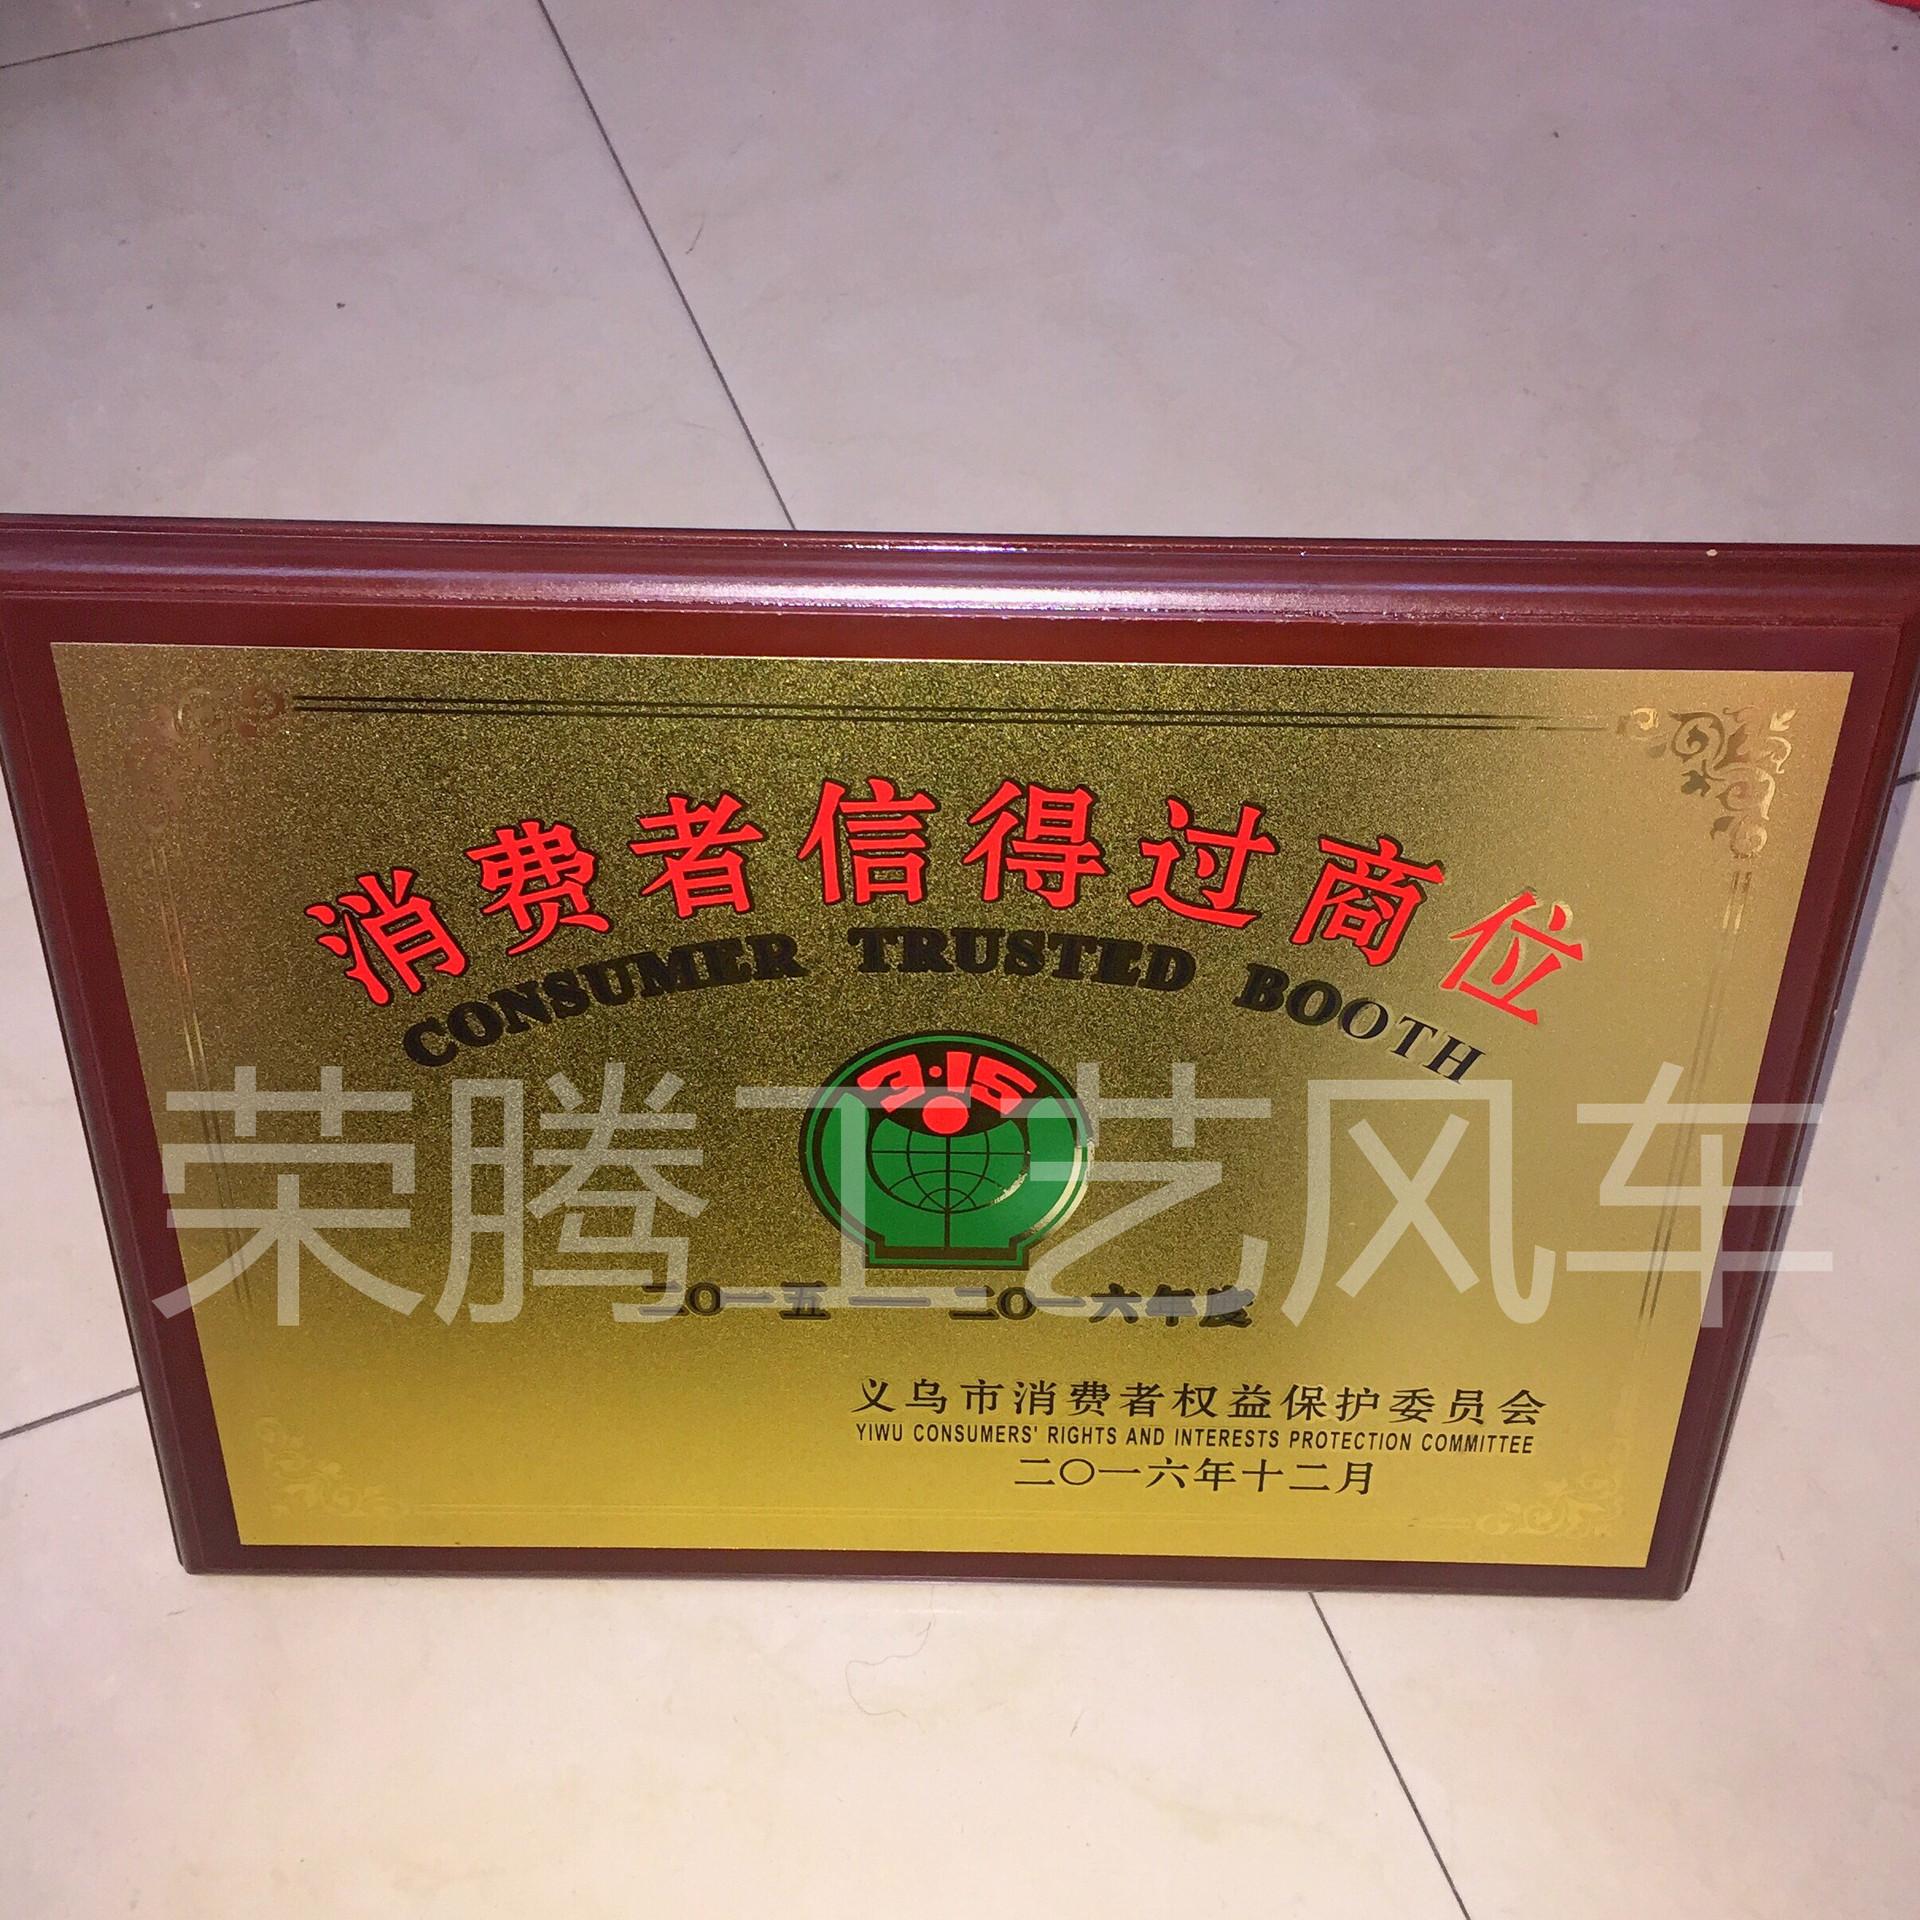 消费者信得过商位
CONSUMER TRUSTED BOOTH
3·15
荣腾工艺风车
二〇一五 — 二〇一六年度
义乌市消费者权益保护委员会
YIWU CONSUMERS' RIGHTS AND INTERESTS PROTECTION COMMITTEE
二〇一六年十二月